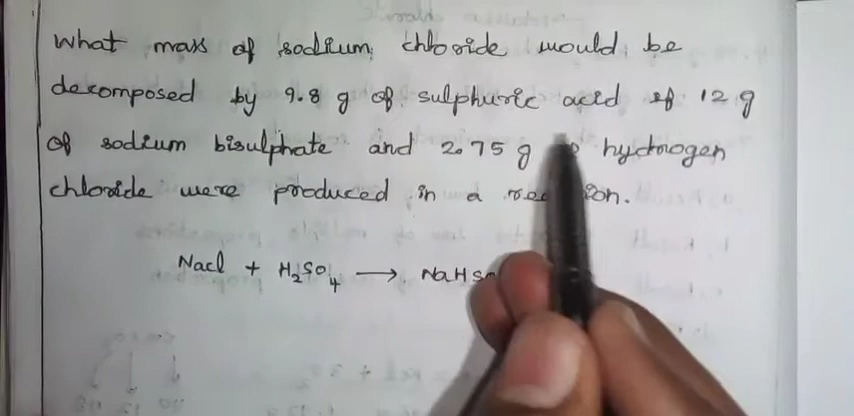 What mass of sodium chloride would be
decomposed by 9.8 g of sulphuric acid if 12 g
of sodium bisulphate and 2.75 g hydrogen
chloride were produced in a
Nacl + H₂SO₄ → NaHS